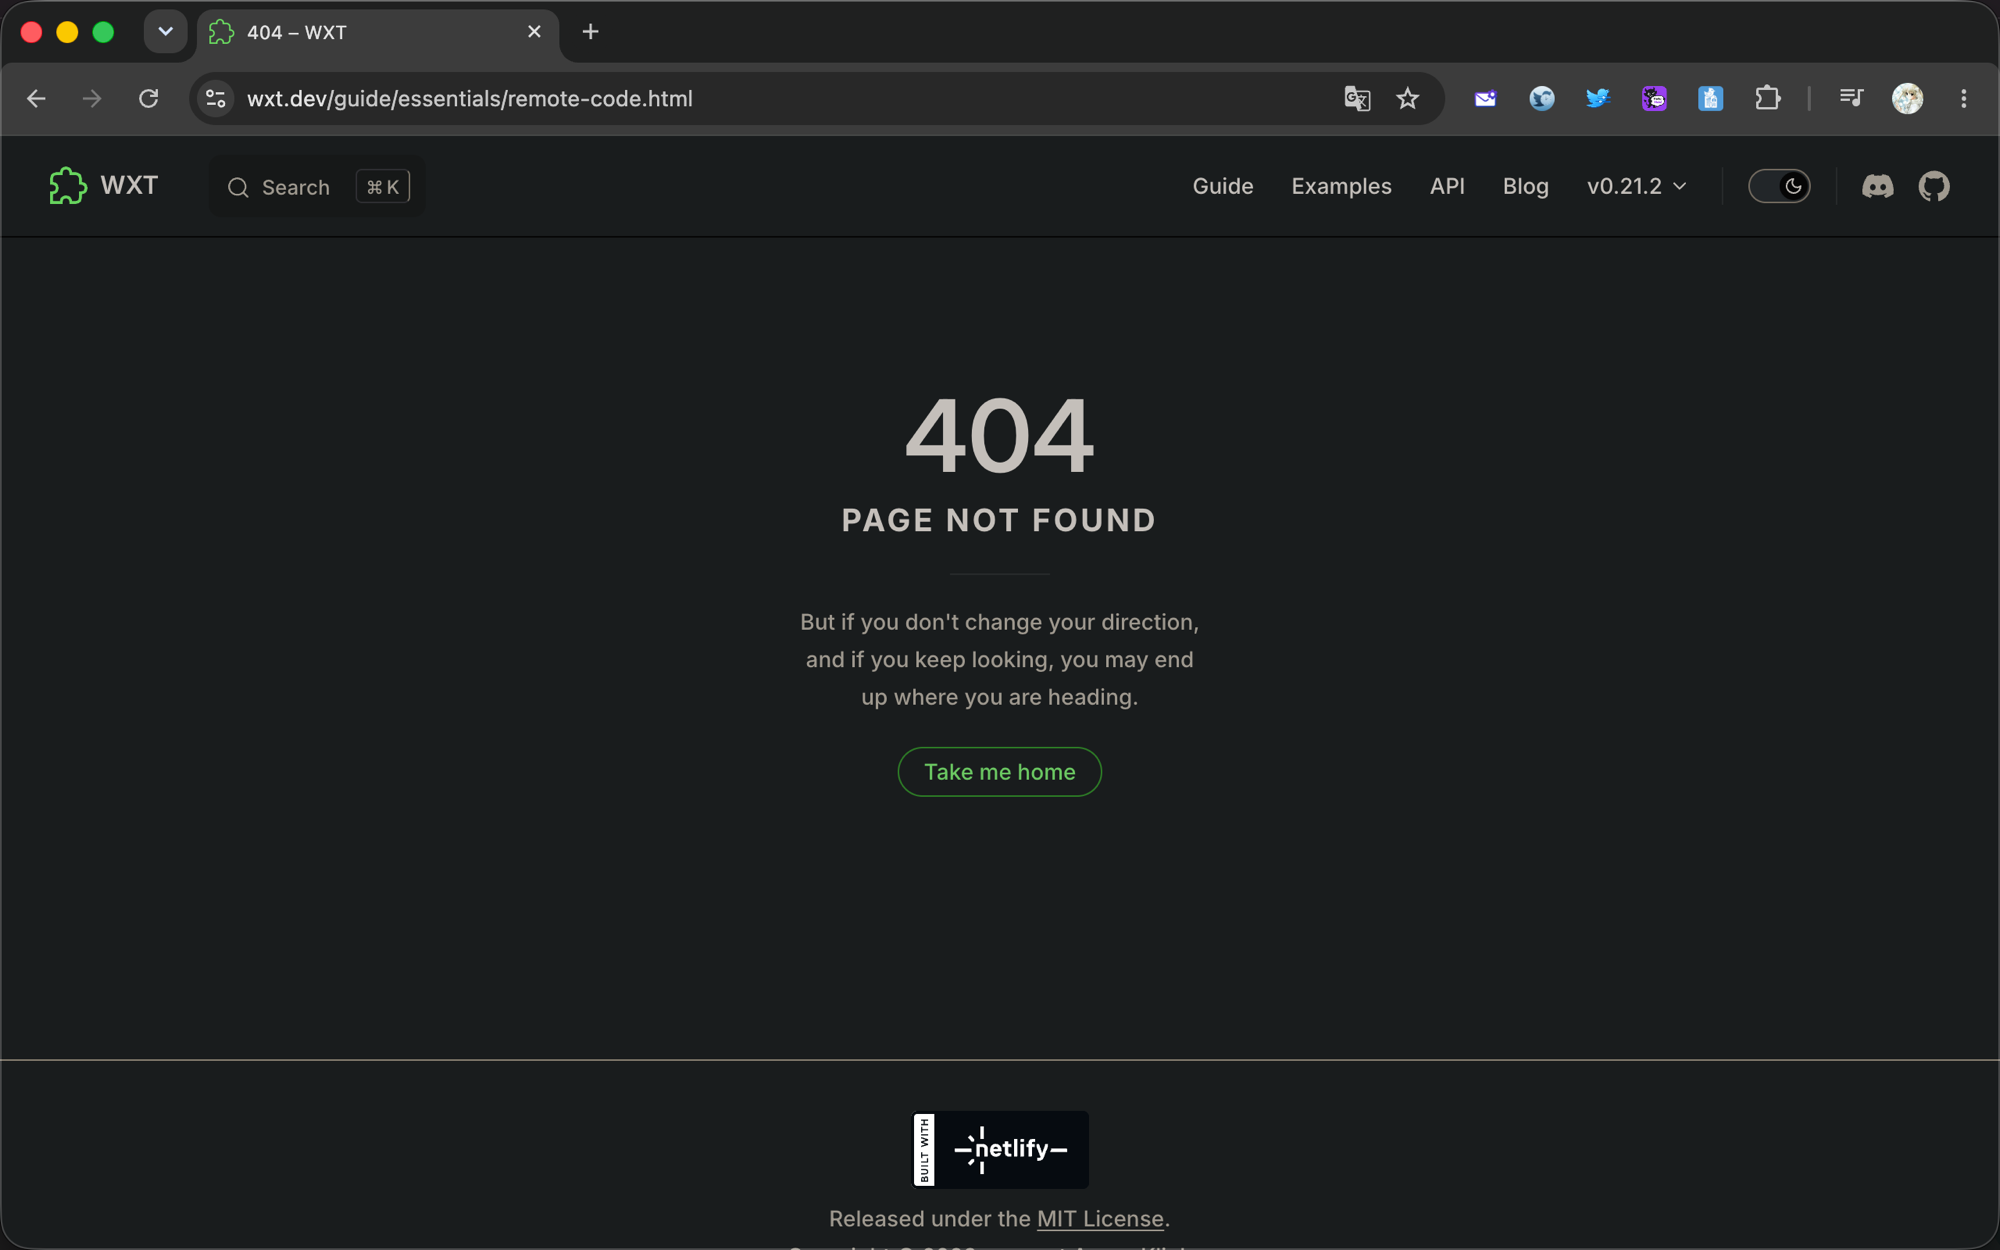 404 – WXT
wxt.dev/guide/essentials/remote-code.html
WXT
Search
⌘ K
Guide
Examples
API
Blog
v0.21.2
404
PAGE NOT FOUND
But if you don't change your direction,
and if you keep looking, you may end
up where you are heading.
Take me home
BUILT WITH
netlify
Released under the MIT License.